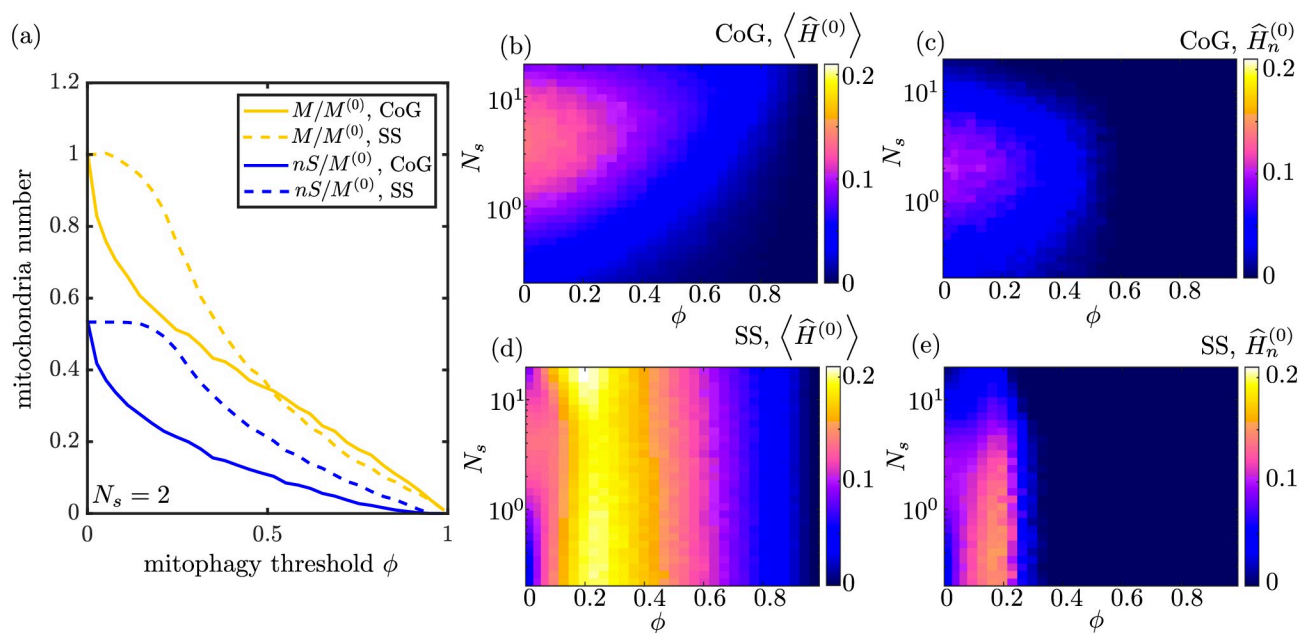 (a)
1.2
1
0.8
0.6
0.4
0.2
0
0
0.5
1
mitochondria number
mitophagy threshold ϕ
N_s = 2
M/M^{(0)}, CoG
M/M^{(0)}, SS
nS/M^{(0)}, CoG
nS/M^{(0)}, SS
(b)
CoG, ⟨Ĥ^{(0)}⟩
N_s
10^1
10^0
0 0.2 0.4 0.6 0.8
ϕ
0.2
0.1
0
(c)
CoG, Ĥ_n^{(0)}
N_s
10^1
10^0
0 0.2 0.4 0.6 0.8
ϕ
0.2
0.1
0
(d)
SS, ⟨Ĥ^{(0)}⟩
N_s
10^1
10^0
0 0.2 0.4 0.6 0.8
ϕ
0.2
0.1
0
(e)
SS, Ĥ_n^{(0)}
N_s
10^1
10^0
0 0.2 0.4 0.6 0.8
ϕ
0.2
0.1
0